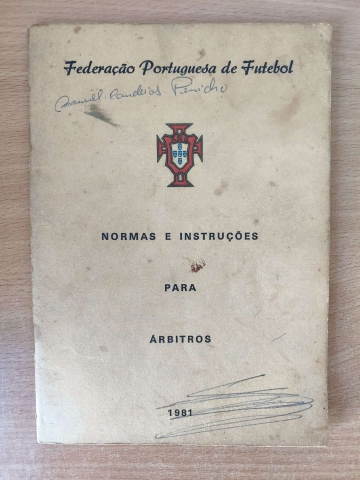 Federação Portuguesa de Futebol
NORMAS E INSTRUÇÕES
PARA
ÁRBITROS
1981